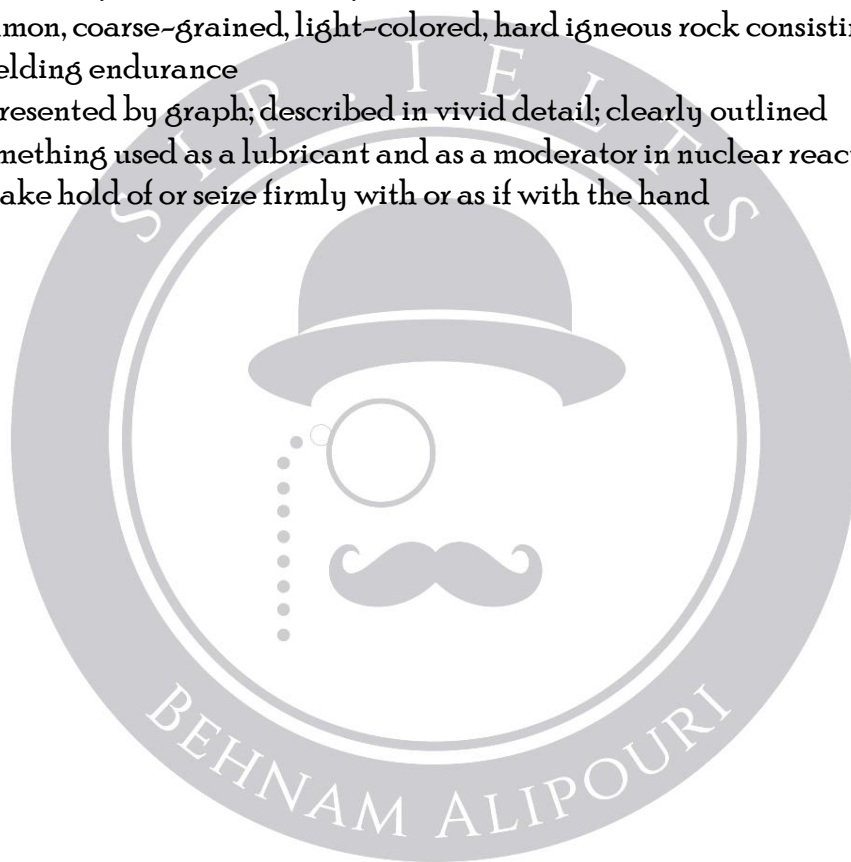 mon, coarse-grained, light-colored, hard igneous rock consistin
elding endurance
resented by graph; described in vivid detail; clearly outlined
mething used as a lubricant and as a moderator in nuclear reac
ake hold of or seize firmly with or as if with the hand
SIR.IELTS
BEHNAM ALIPOURI